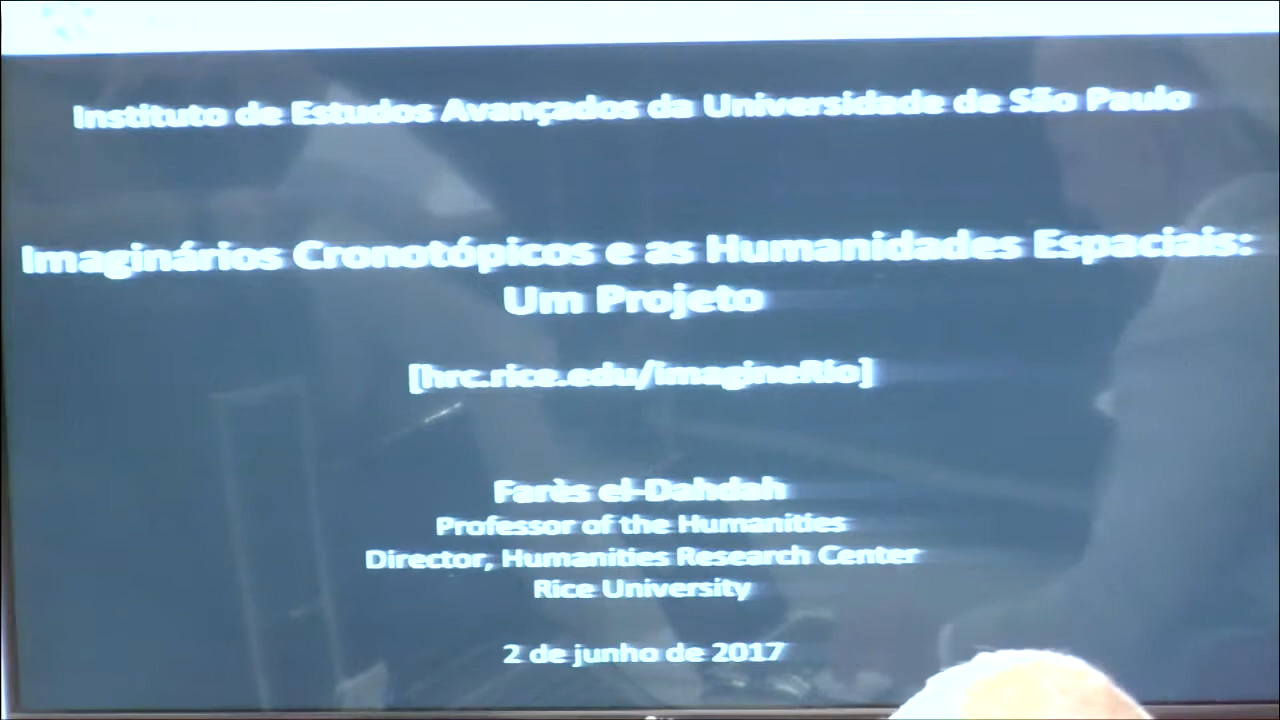 Instituto de Estudos Avançados da Universidade de São Paulo
Imaginários Cronotópicos e as Humanidades Espaciais:
Um Projeto
[hrc.rice.edu/imagineRio]
Farès el-Dahdah
Professor of the Humanities
Director, Humanities Research Center
Rice University
2 de junho de 2017